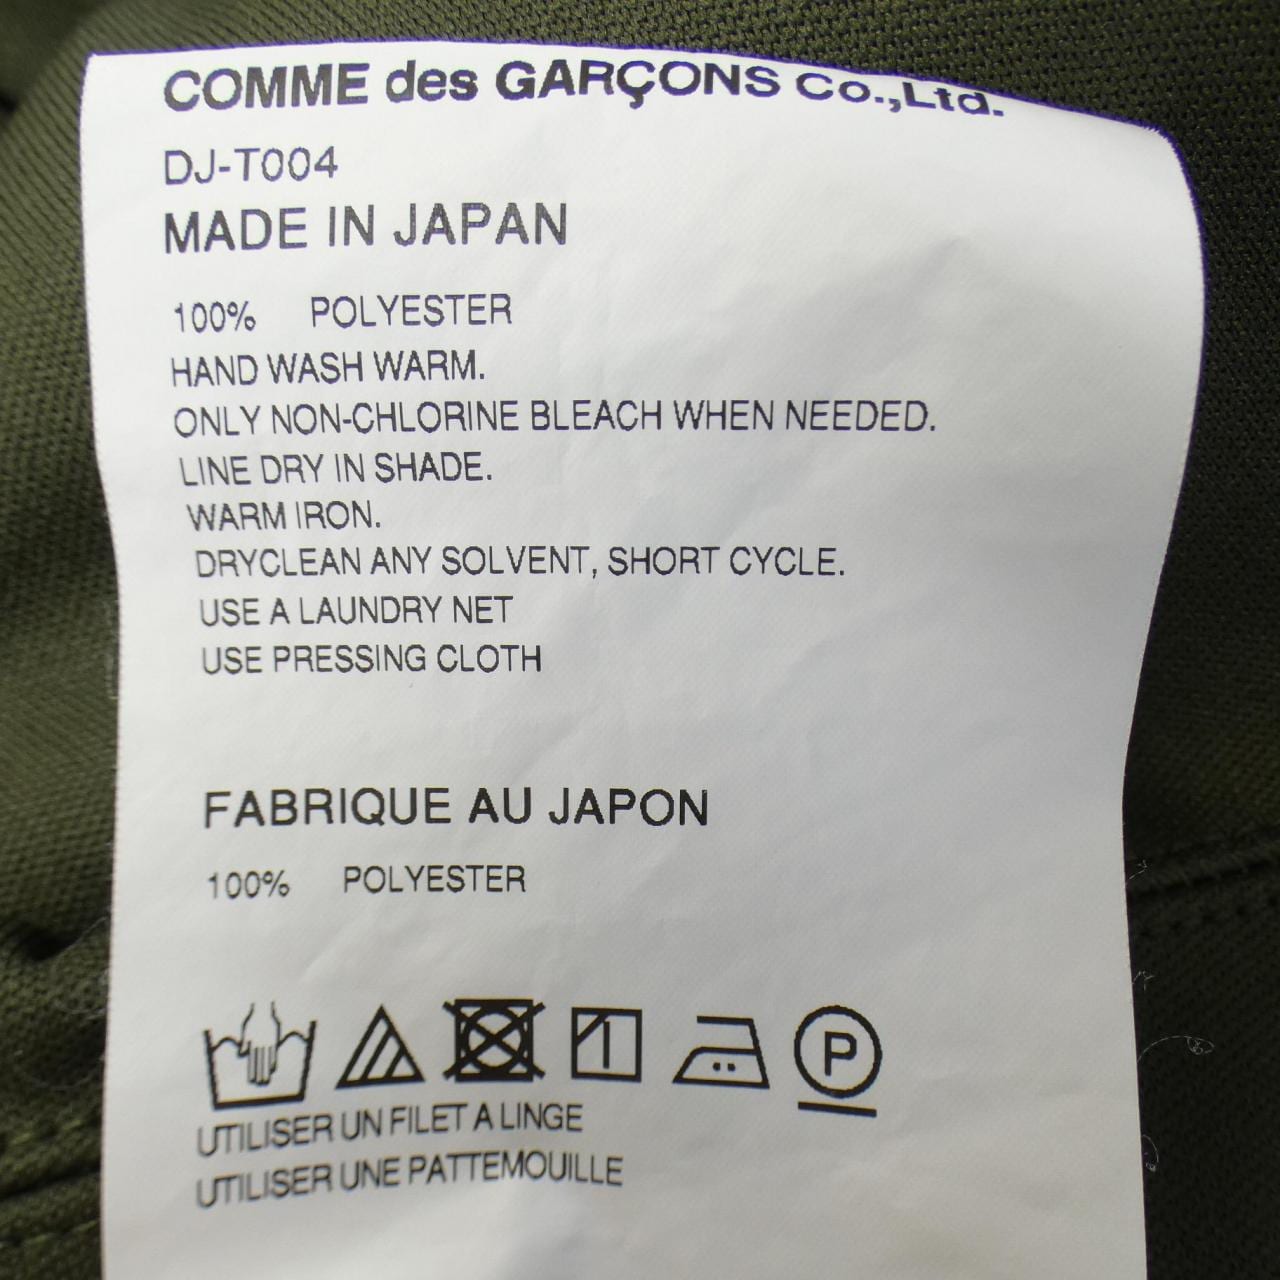 COMME des GARÇONS Co.,Ltd.
DJ-T004
MADE IN JAPAN
100% POLYESTER
HAND WASH WARM.
ONLY NON-CHLORINE BLEACH WHEN NEEDED.
LINE DRY IN SHADE.
WARM IRON.
DRYCLEAN ANY SOLVENT, SHORT CYCLE.
USE A LAUNDRY NET
USE PRESSING CLOTH
FABRIQUE AU JAPON
100% POLYESTER
P
UTILISER UN FILET A LINGE
UTILISER UNE PATTEMOUILLE